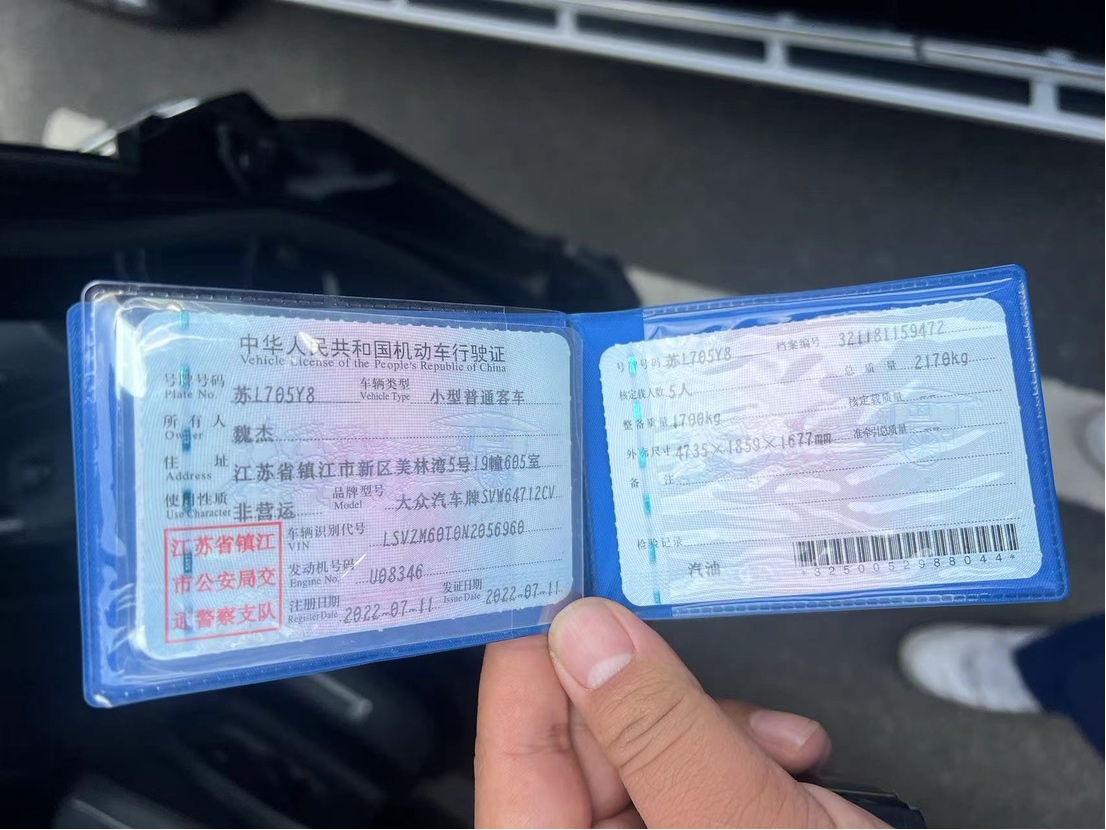 中华人民共和国机动车行驶证
Vehicle License of the People's Republic of China
号牌号码 苏L705Y8 车辆类型 小型普通客车
Plate No. Vehicle Type
所有人 魏杰
Owner
住址 江苏省镇江市新区美林湾5号19幢605室
Address
使用性质 非营运 品牌型号 大众汽车牌SVW64712CV
Use Character Model
江苏省镇江
市公安局交
通警察支队
车辆识别代号 LSVZM60T0N2056960
VIN
发动机号码 U08346
Engine No.
注册日期 2022-07-11 发证日期 2022-07-11
Register Date Issue Date
号牌号码 苏L705Y8 档案编号 321181159472
核定载人数 5人 总质量 2170kg
整备质量 1700kg 核定载质量
外廓尺寸 4735×1859×1677mm 准牵引总质量
备注
检验记录
汽油
*3250052988044*